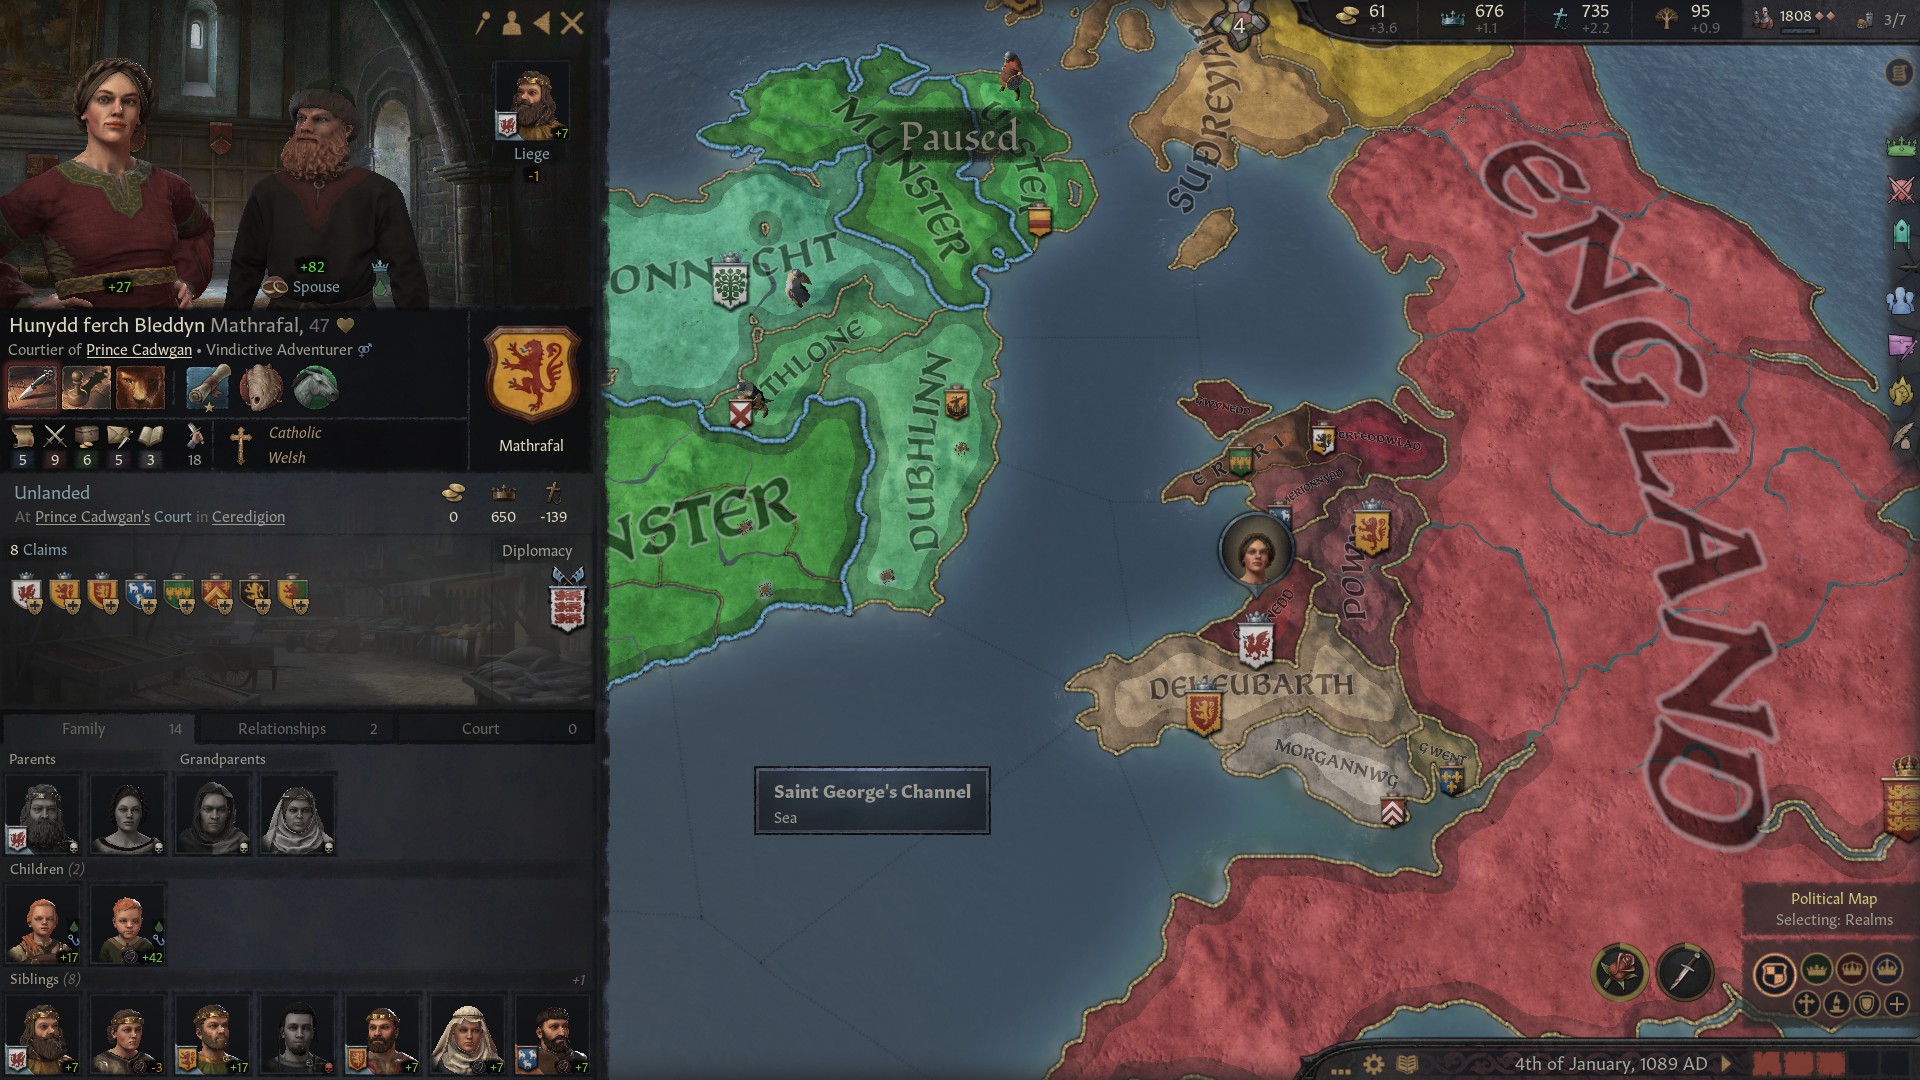 4
61
+3.6
676
+1.1
735
+2.2
95
+0.9
1808
3/7
+7
Liege
-1
+27
+82
Spouse
Hunydd ferch Bleddyn Mathrafal, 47
Courtier of Prince Cadwgan • Vindictive Adventurer
Mathrafal
5 9 6 5 3 18
Catholic
Welsh
Unlanded
At Prince Cadwgan's Court in Ceredigion
0 650 -139
8 Claims
Diplomacy
Family 14
Relationships 2
Court 0
Parents
Grandparents
Children (2)
+17
+42
Siblings (8)
+1
+7
-3
+17
+7
+7
+7
Paused
MUNSTER
ULSTER
SUÐREYJAR
ONNACHT
ATHLONE
DUBHLINN
NSTER
ENGLAND
GWYNEDD
ERYRI
PERFEDDWLAD
MERIONNYDD
POWYS
DEHEUBARTH
MORGANNWG
GWENT
Saint George's Channel
Sea
Political Map
Selecting: Realms
4th of January, 1089 AD